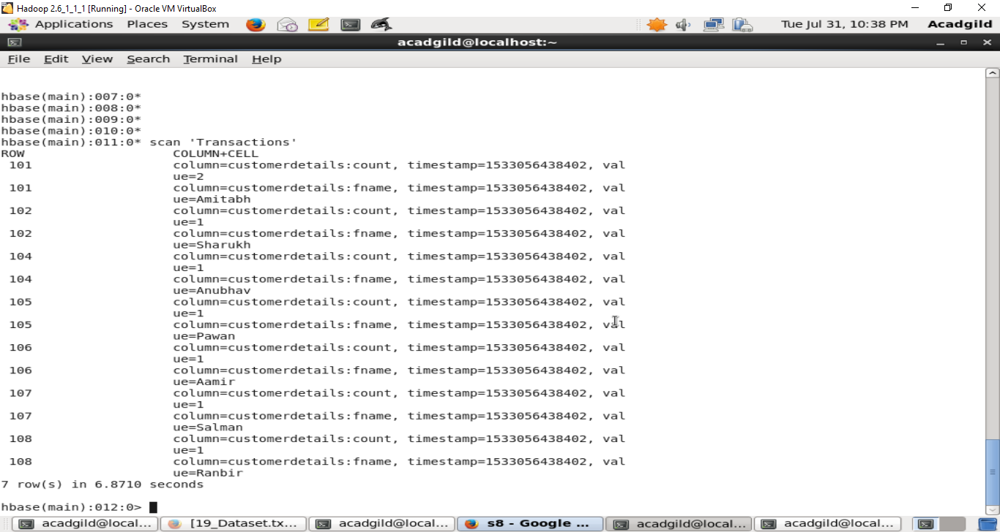 Hadoop 2.6_1_1_1 [Running] - Oracle VM VirtualBox
Applications Places System Tue Jul 31, 10:38 PM Acadgild
acadgild@localhost:~
File Edit View Search Terminal Help
hbase(main):007:0*
hbase(main):008:0*
hbase(main):009:0*
hbase(main):010:0*
hbase(main):011:0* scan 'Transactions'
ROW COLUMN+CELL
101 column=customerdetails:count, timestamp=1533056438402, val
ue=2
101 column=customerdetails:fname, timestamp=1533056438402, val
ue=Amitabh
102 column=customerdetails:count, timestamp=1533056438402, val
ue=1
102 column=customerdetails:fname, timestamp=1533056438402, val
ue=Sharukh
104 column=customerdetails:count, timestamp=1533056438402, val
ue=1
104 column=customerdetails:fname, timestamp=1533056438402, val
ue=Anubhav
105 column=customerdetails:count, timestamp=1533056438402, val
ue=1
105 column=customerdetails:fname, timestamp=1533056438402, val
ue=Pawan
106 column=customerdetails:count, timestamp=1533056438402, val
ue=1
106 column=customerdetails:fname, timestamp=1533056438402, val
ue=Aamir
107 column=customerdetails:count, timestamp=1533056438402, val
ue=1
107 column=customerdetails:fname, timestamp=1533056438402, val
ue=Salman
108 column=customerdetails:count, timestamp=1533056438402, val
ue=1
108 column=customerdetails:fname, timestamp=1533056438402, val
ue=Ranbir
7 row(s) in 6.8710 seconds
hbase(main):012:0>
acadgild@local... [19_Dataset.tx... acadgild@local... s8 - Google ... acadgild@local... acadgild@local...